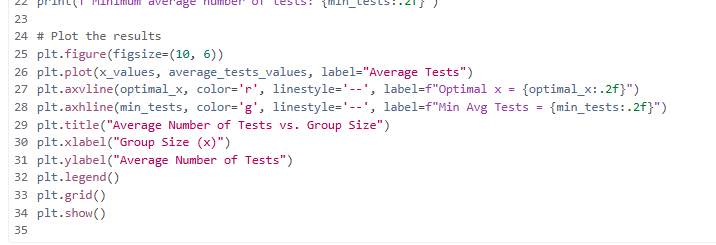 22 print(f"Minimum average number of tests: {min_tests:.2f}")
23
24 # Plot the results
25 plt.figure(figsize=(10, 6))
26 plt.plot(x_values, average_tests_values, label="Average Tests")
27 plt.axvline(optimal_x, color='r', linestyle='--', label=f"Optimal x = {optimal_x:.2f}")
28 plt.axhline(min_tests, color='g', linestyle='--', label=f"Min Avg Tests = {min_tests:.2f}")
29 plt.title("Average Number of Tests vs. Group Size")
30 plt.xlabel("Group Size (x)")
31 plt.ylabel("Average Number of Tests")
32 plt.legend()
33 plt.grid()
34 plt.show()
35